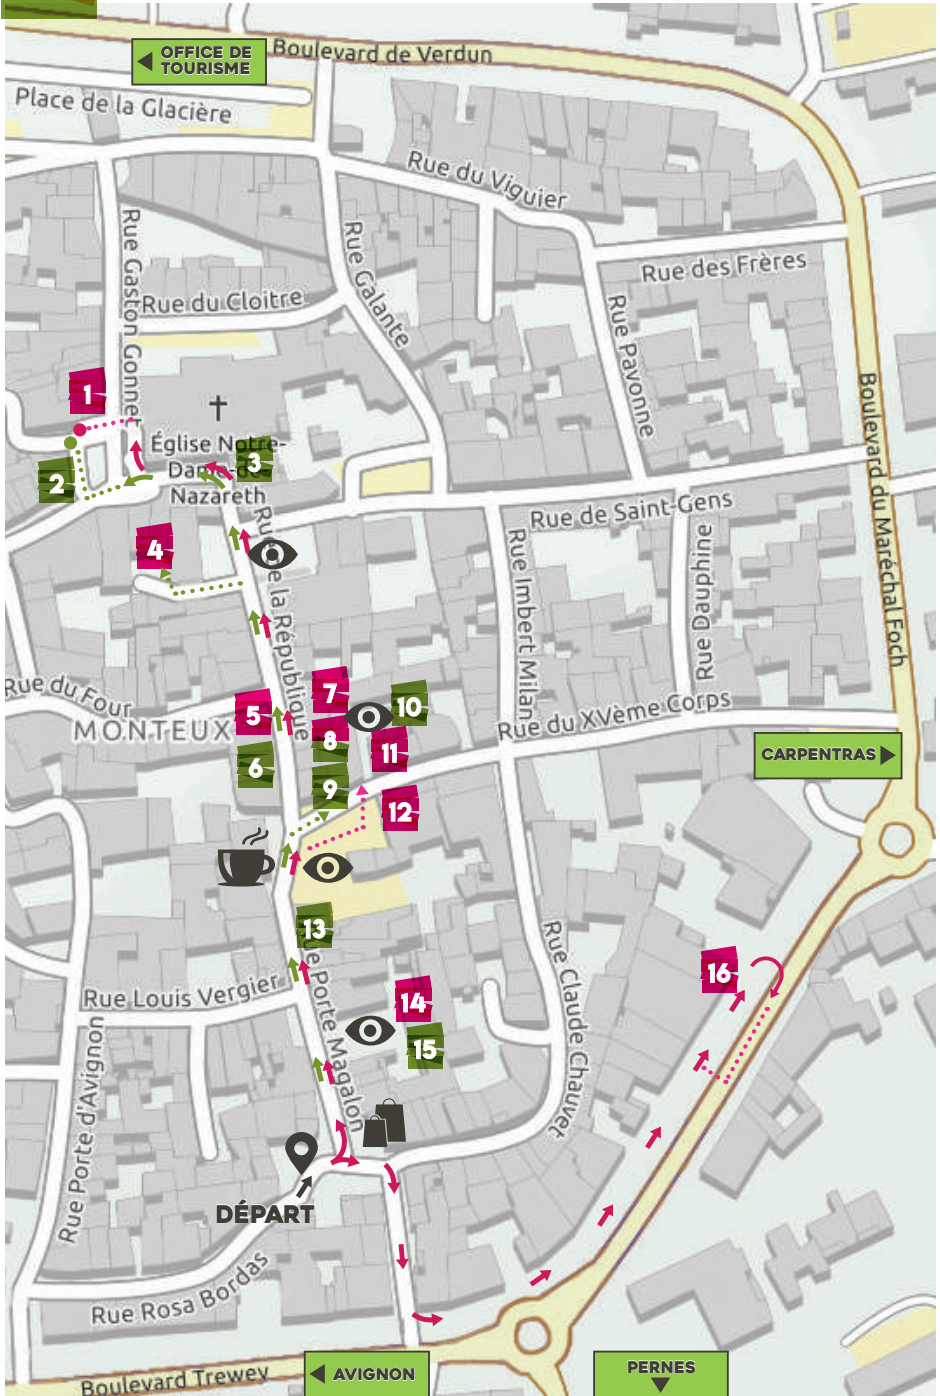 OFFICE DE
TOURISME
Boulevard de Verdun
Place de la Glacière
Rue du Viguier
Rue Gaston Gonnet
Rue Galante
Rue des Frères
Rue du Cloitre
Rue Pavonne
Boulevard du Maréchal Foch
1
Église Notre-
Dame-de-
Nazareth
3
2
Rue de Saint-Gens
4
Rue de la République
Rue Imbert Milan
Rue Dauphine
Rue du Four
7
10
5
MONTEUX
8
11
Rue du XVème Corps
6
9
12
CARPENTRAS
13
Rue Porte Magalon
Rue Claude Chauvet
16
Rue Louis Vergier
14
15
Rue Porte d'Avignon
DÉPART
Rue Rosa Bordas
Boulevard Trewey
AVIGNON
PERNES